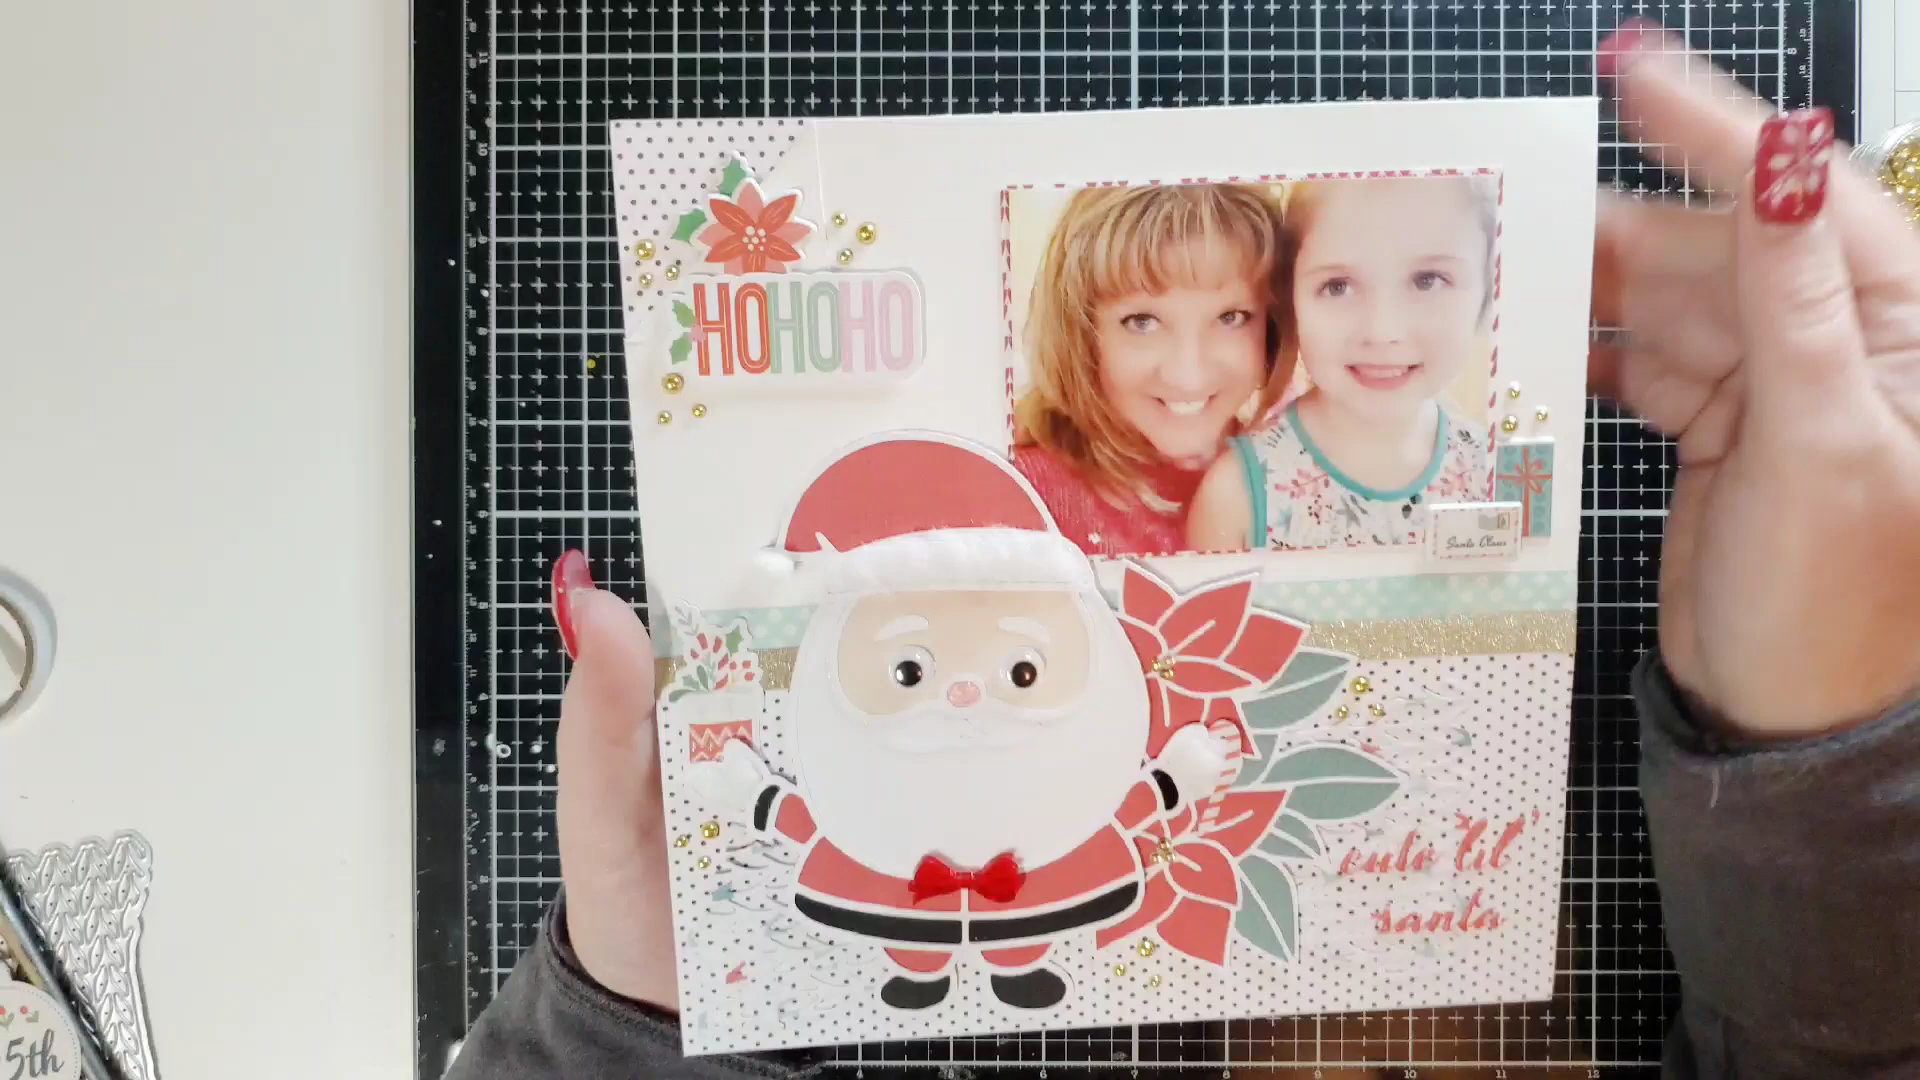 HOHOHO
Santa Claus
cute 'lil'
santa
5th